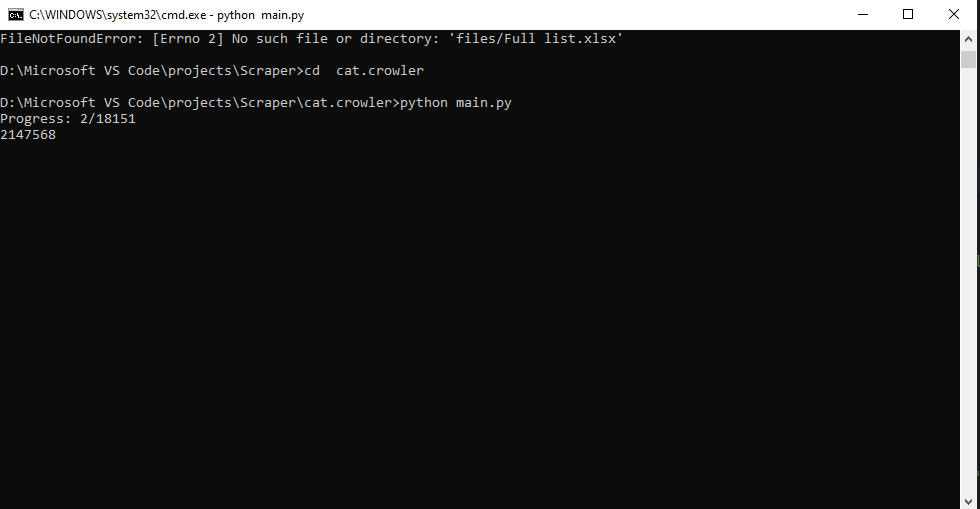 C:\WINDOWS\system32\cmd.exe - python  main.py
FileNotFoundError: [Errno 2] No such file or directory: 'files/Full list.xlsx'
D:\Microsoft VS Code\projects\Scraper>cd  cat.crowler
D:\Microsoft VS Code\projects\Scraper\cat.crowler>python main.py
Progress: 2/18151
2147568